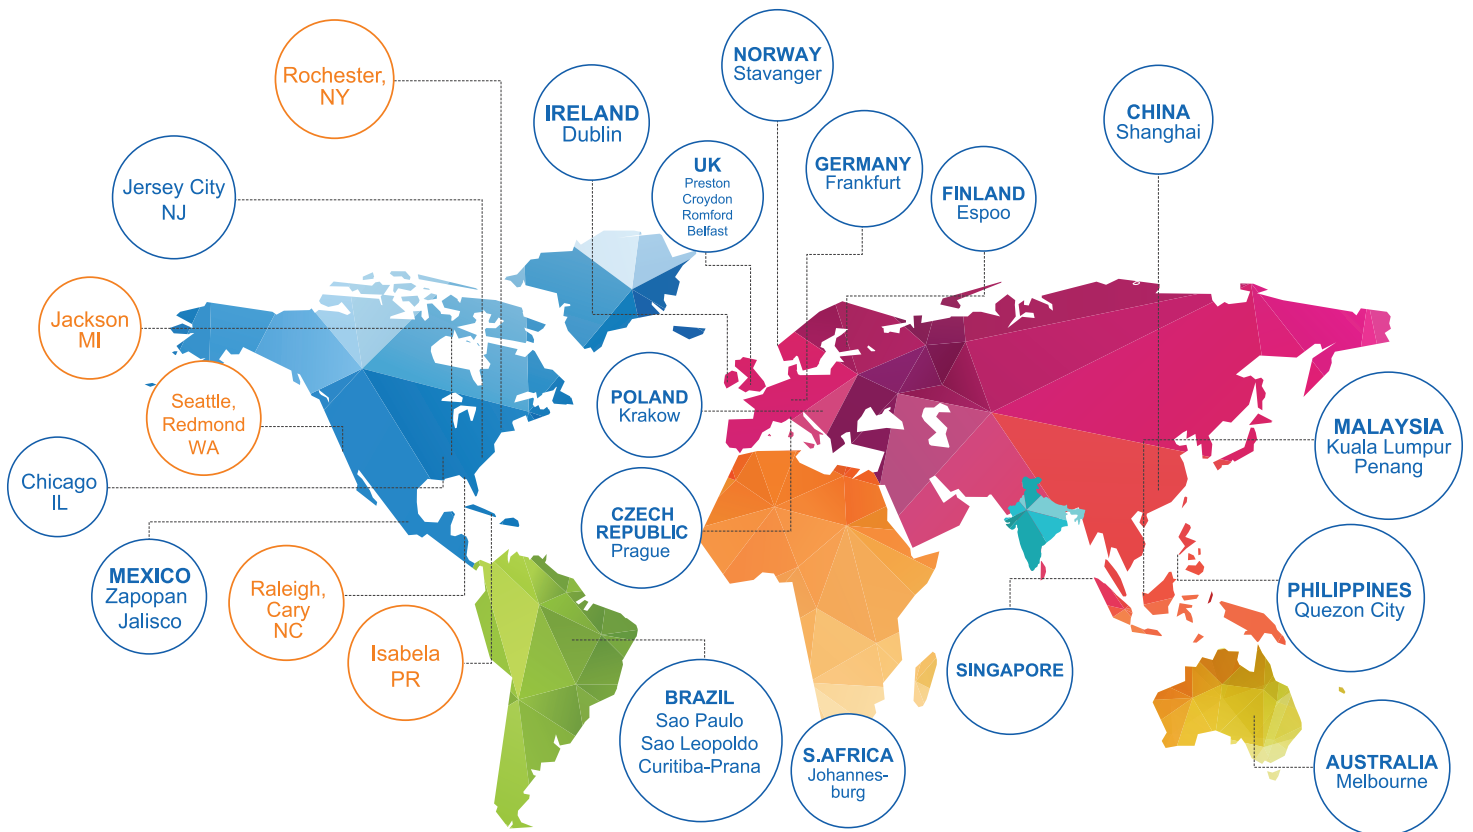 Rochester,
NY
NORWAY
Stavanger
IRELAND
Dublin
CHINA
Shanghai
UK
Preston
Croydon
Romford
Belfast
GERMANY
Frankfurt
FINLAND
Espoo
Jersey City
NJ
Jackson
MI
Seattle,
Redmond
WA
POLAND
Krakow
MALAYSIA
Kuala Lumpur
Penang
Chicago
IL
CZECH
REPUBLIC
Prague
MEXICO
Zapopan
Jalisco
Raleigh,
Cary
NC
PHILIPPINES
Quezon City
Isabela
PR
SINGAPORE
BRAZIL
Sao Paulo
Sao Leopoldo
Curitiba-Prana
S.AFRICA
Johannes-
burg
AUSTRALIA
Melbourne